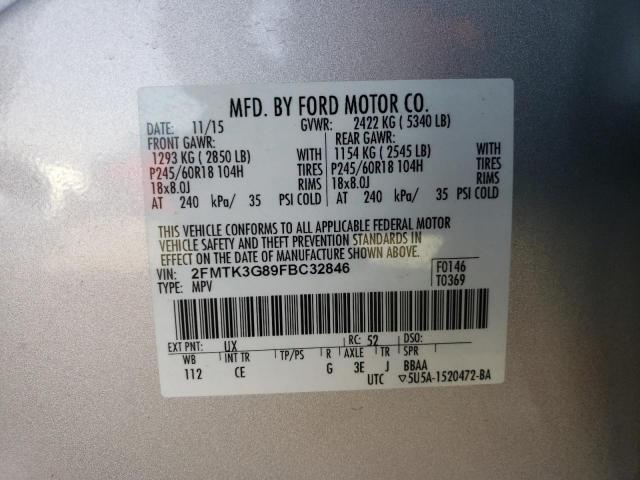 MFD. BY FORD MOTOR CO.
DATE: 11/15 GVWR: 2422 KG ( 5340 LB)
FRONT GAWR: REAR GAWR:
1293 KG ( 2850 LB) WITH 1154 KG ( 2545 LB) WITH
P245/60R18 104H TIRES P245/60R18 104H TIRES
18x8.0J RIMS 18x8.0J RIMS
AT 240 kPa/ 35 PSI COLD AT 240 kPa/ 35 PSI COLD
THIS VEHICLE CONFORMS TO ALL APPLICABLE FEDERAL MOTOR
VEHICLE SAFETY AND THEFT PREVENTION STANDARDS IN
EFFECT ON THE DATE OF MANUFACTURE SHOWN ABOVE.
VIN: 2FMTK3G89FBC32846 F0146
TYPE: MPV T0369
EXT PNT: UX RC: 52 DSO:
WB INT TR TP/PS R AXLE TR SPR
112 CE G 3E J BBAA
UTC ▽5U5A-1520472-BA